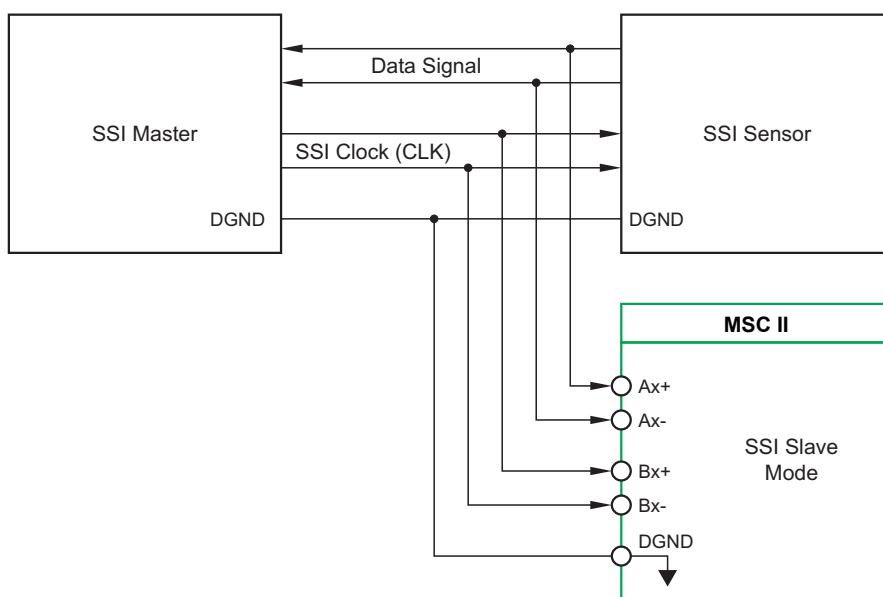 Data Signal
SSI Master
SSI Sensor
SSI Clock (CLK)
DGND
DGND
MSC II
Ax+
Ax-
SSI Slave
Mode
Bx+
Bx-
DGND